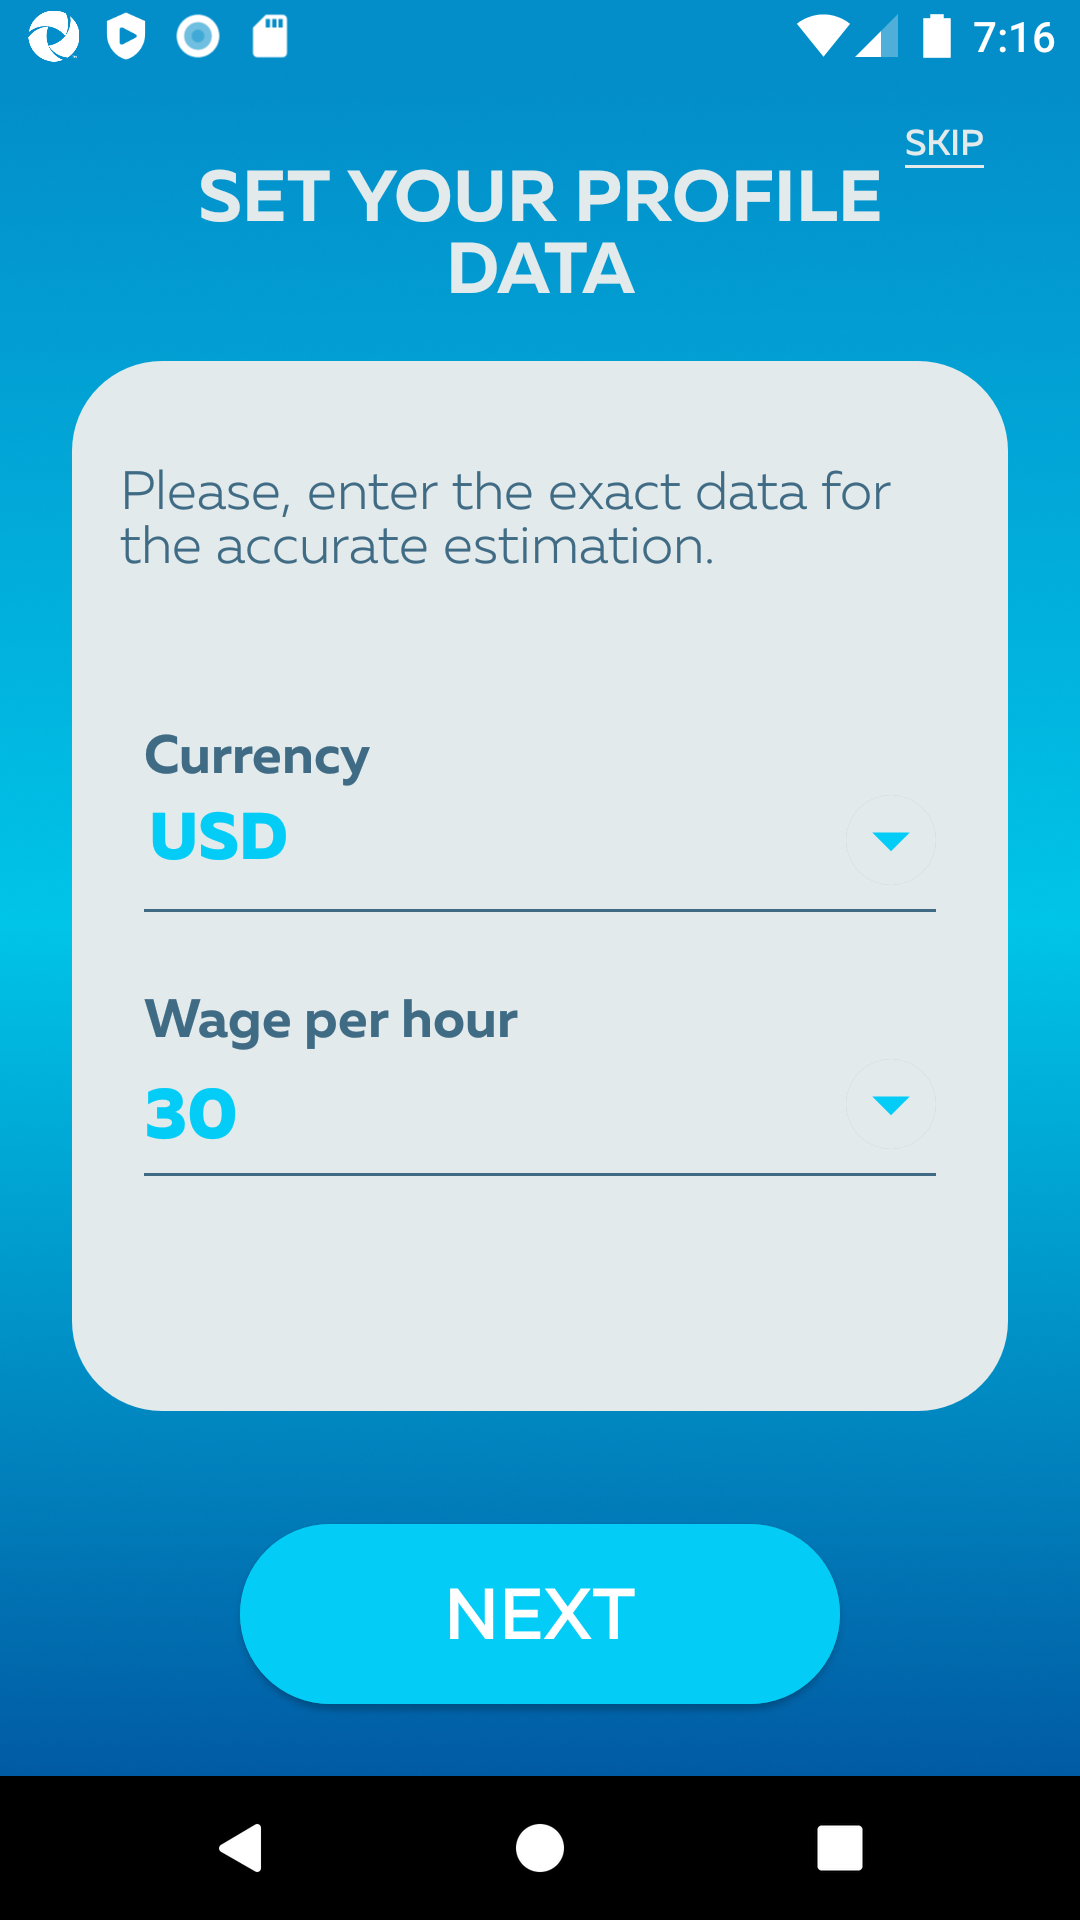 7:16
SKIP
SET YOUR PROFILE
DATA
Please, enter the exact data for
the accurate estimation.
Currency
USD
Wage per hour
30
NEXT